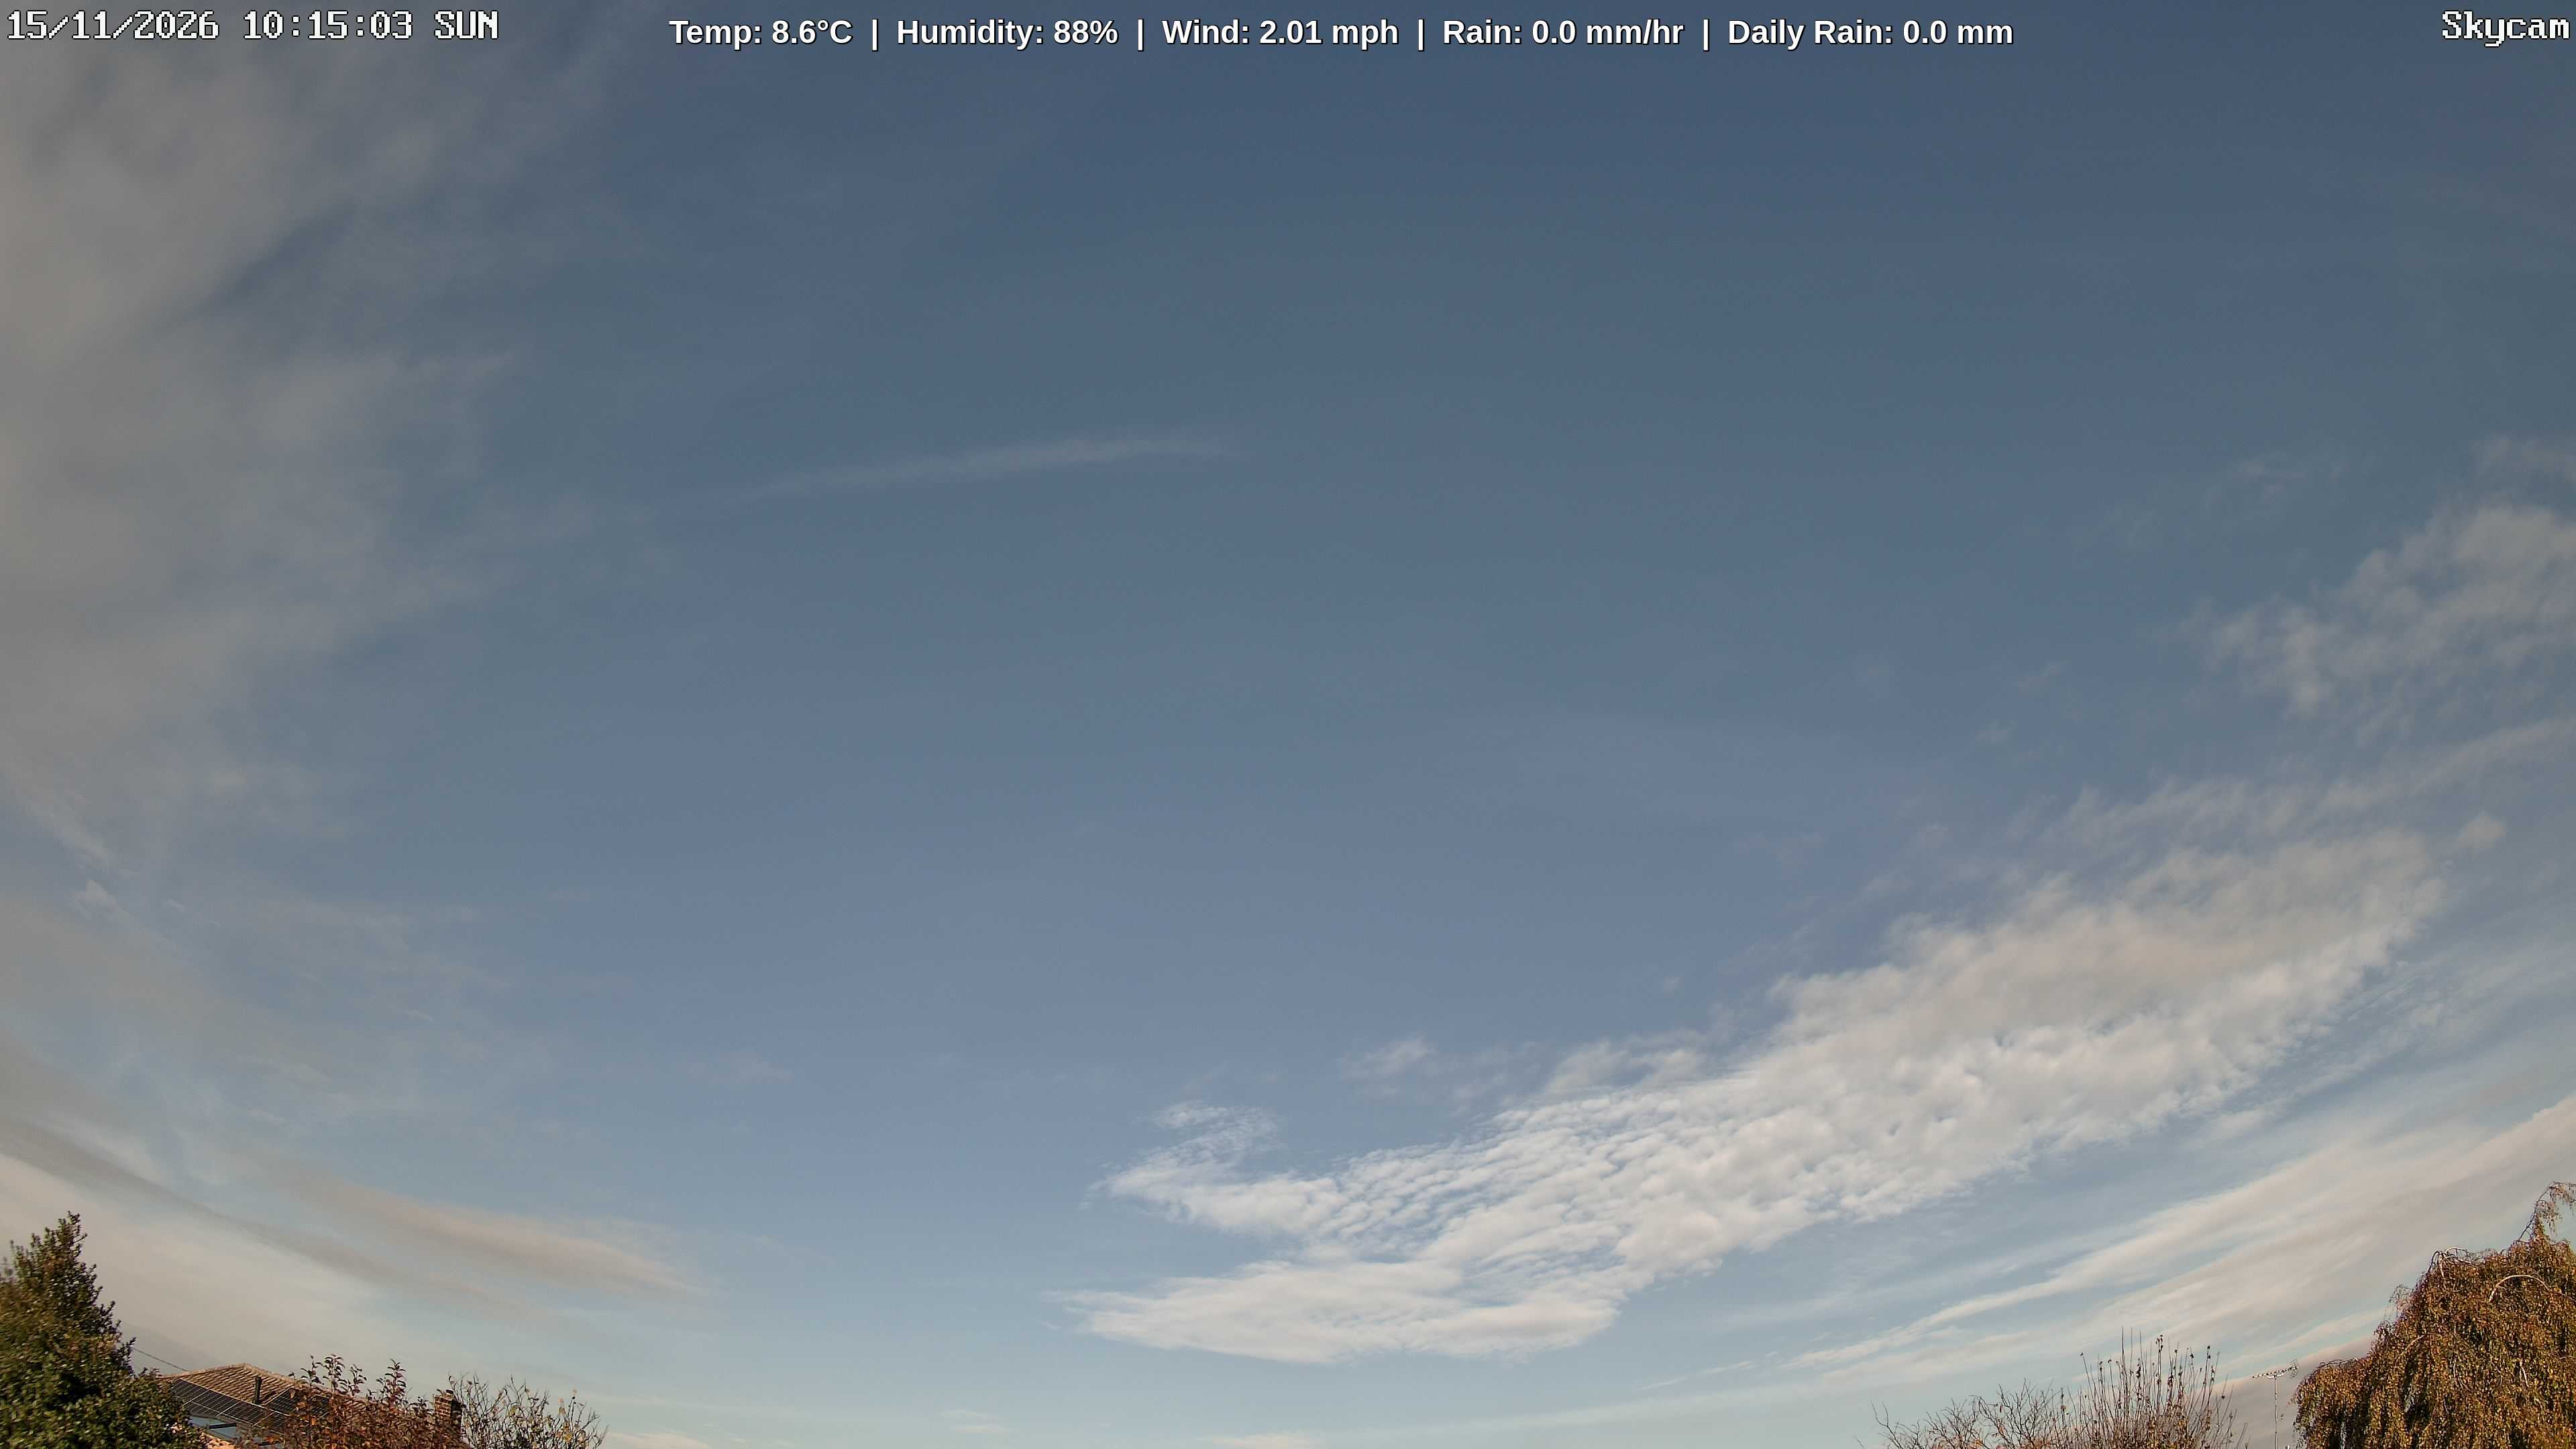 15/11/2026 10:15:03 SUN
Temp: 8.6°C | Humidity: 88% | Wind: 2.01 mph | Rain: 0.0 mm/hr | Daily Rain: 0.0 mm
Skycam